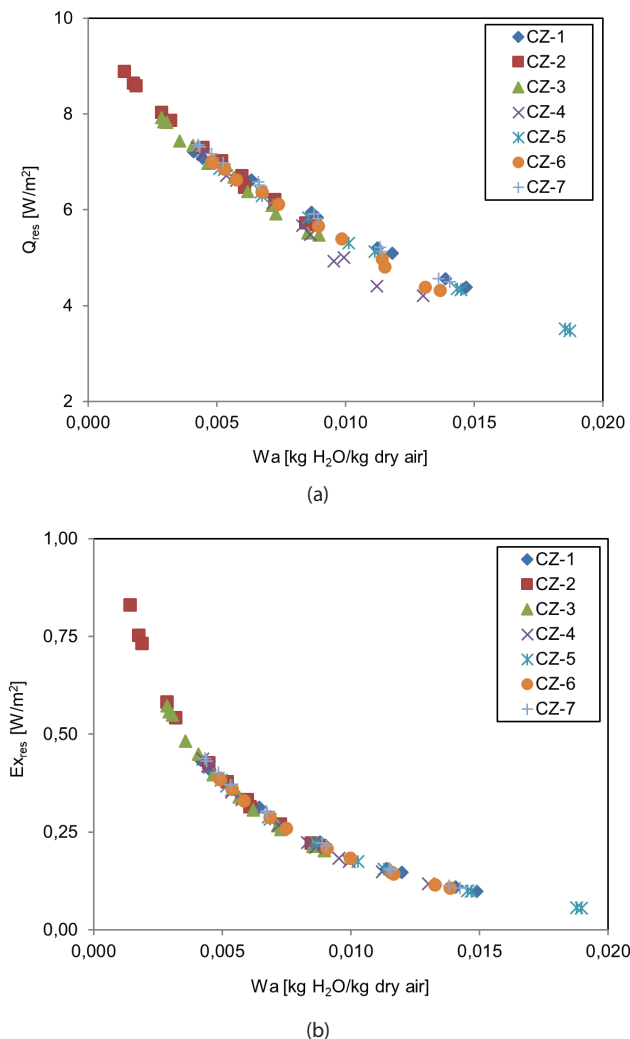 10
8
6
4
2
Q_res [W/m²]
0,000
0,005
0,010
0,015
0,020
Wa [kg H₂O/kg dry air]
CZ-1
CZ-2
CZ-3
CZ-4
CZ-5
CZ-6
CZ-7
(a)
1,00
0,75
0,50
0,25
0,00
Ex_res [W/m²]
0,000
0,005
0,010
0,015
0,020
Wa [kg H₂O/kg dry air]
CZ-1
CZ-2
CZ-3
CZ-4
CZ-5
CZ-6
CZ-7
(b)